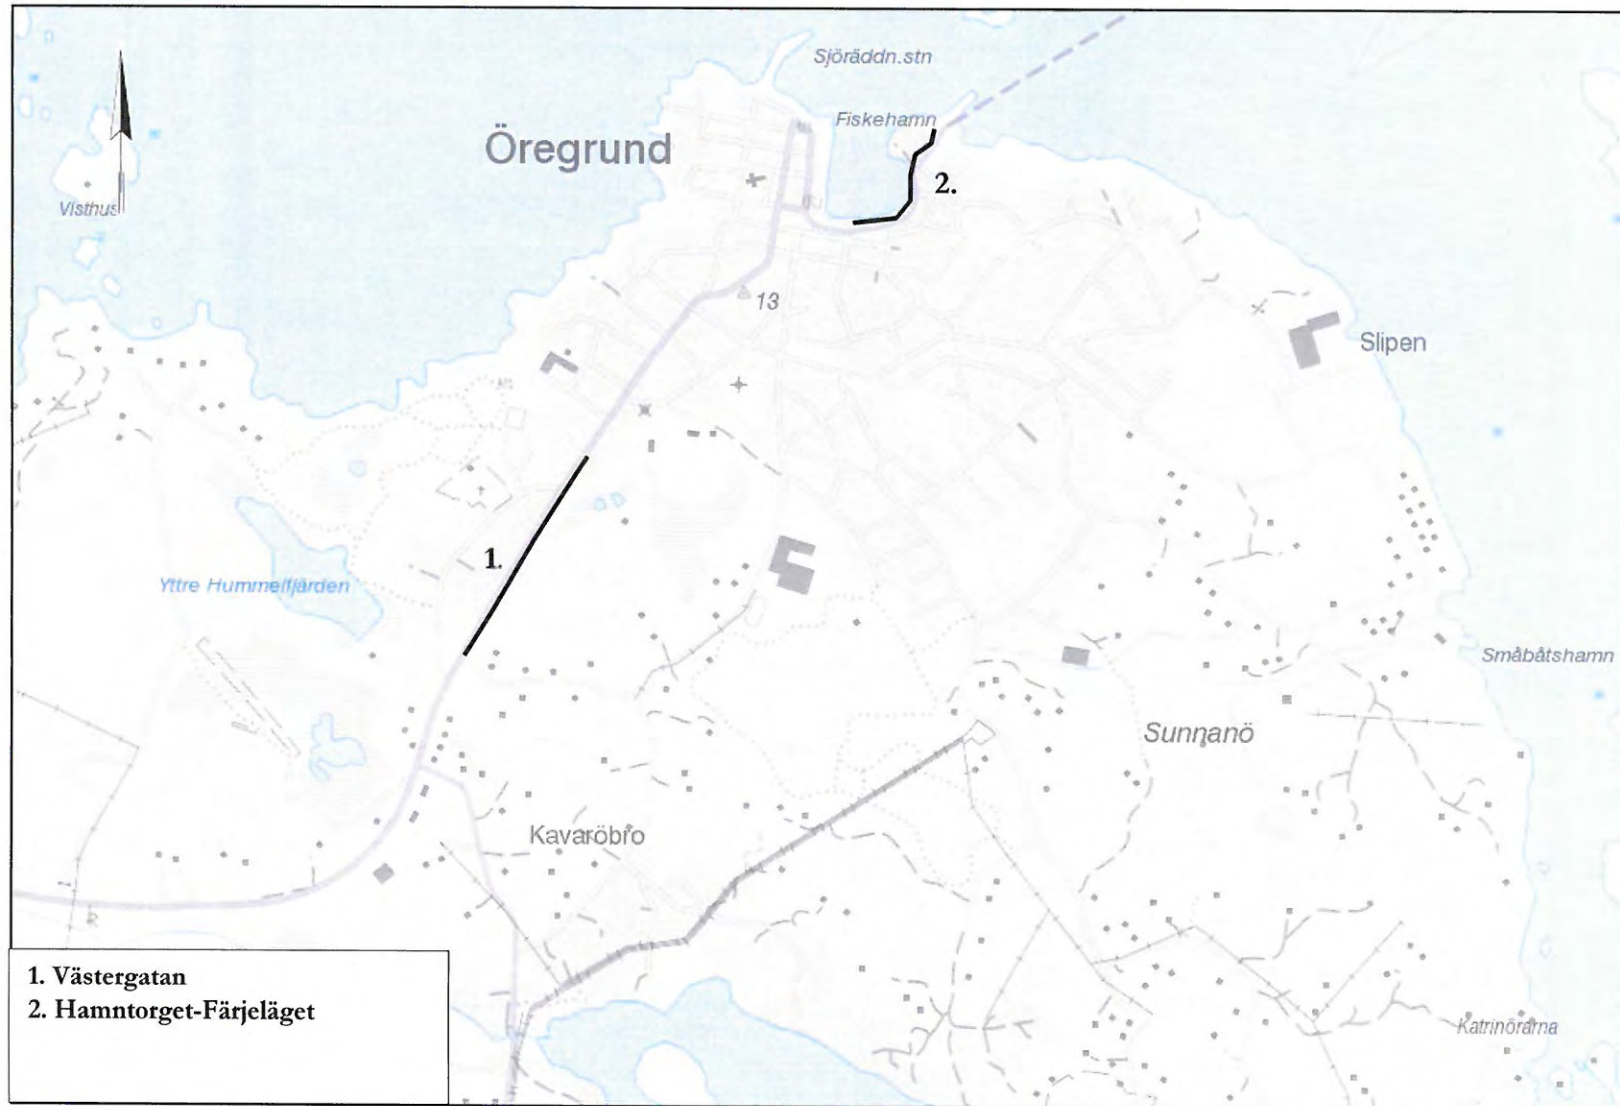 Sjöräddn.stn
Fiskehamn
Öregrund
2.
Visthus
13
Slipen
1.
Yttre Hummelfjärden
Småbåtshamn
Sunnanö
Kavaröbro
1. Västergatan
2. Hamntorget-Färjeläget
Katrinörarna